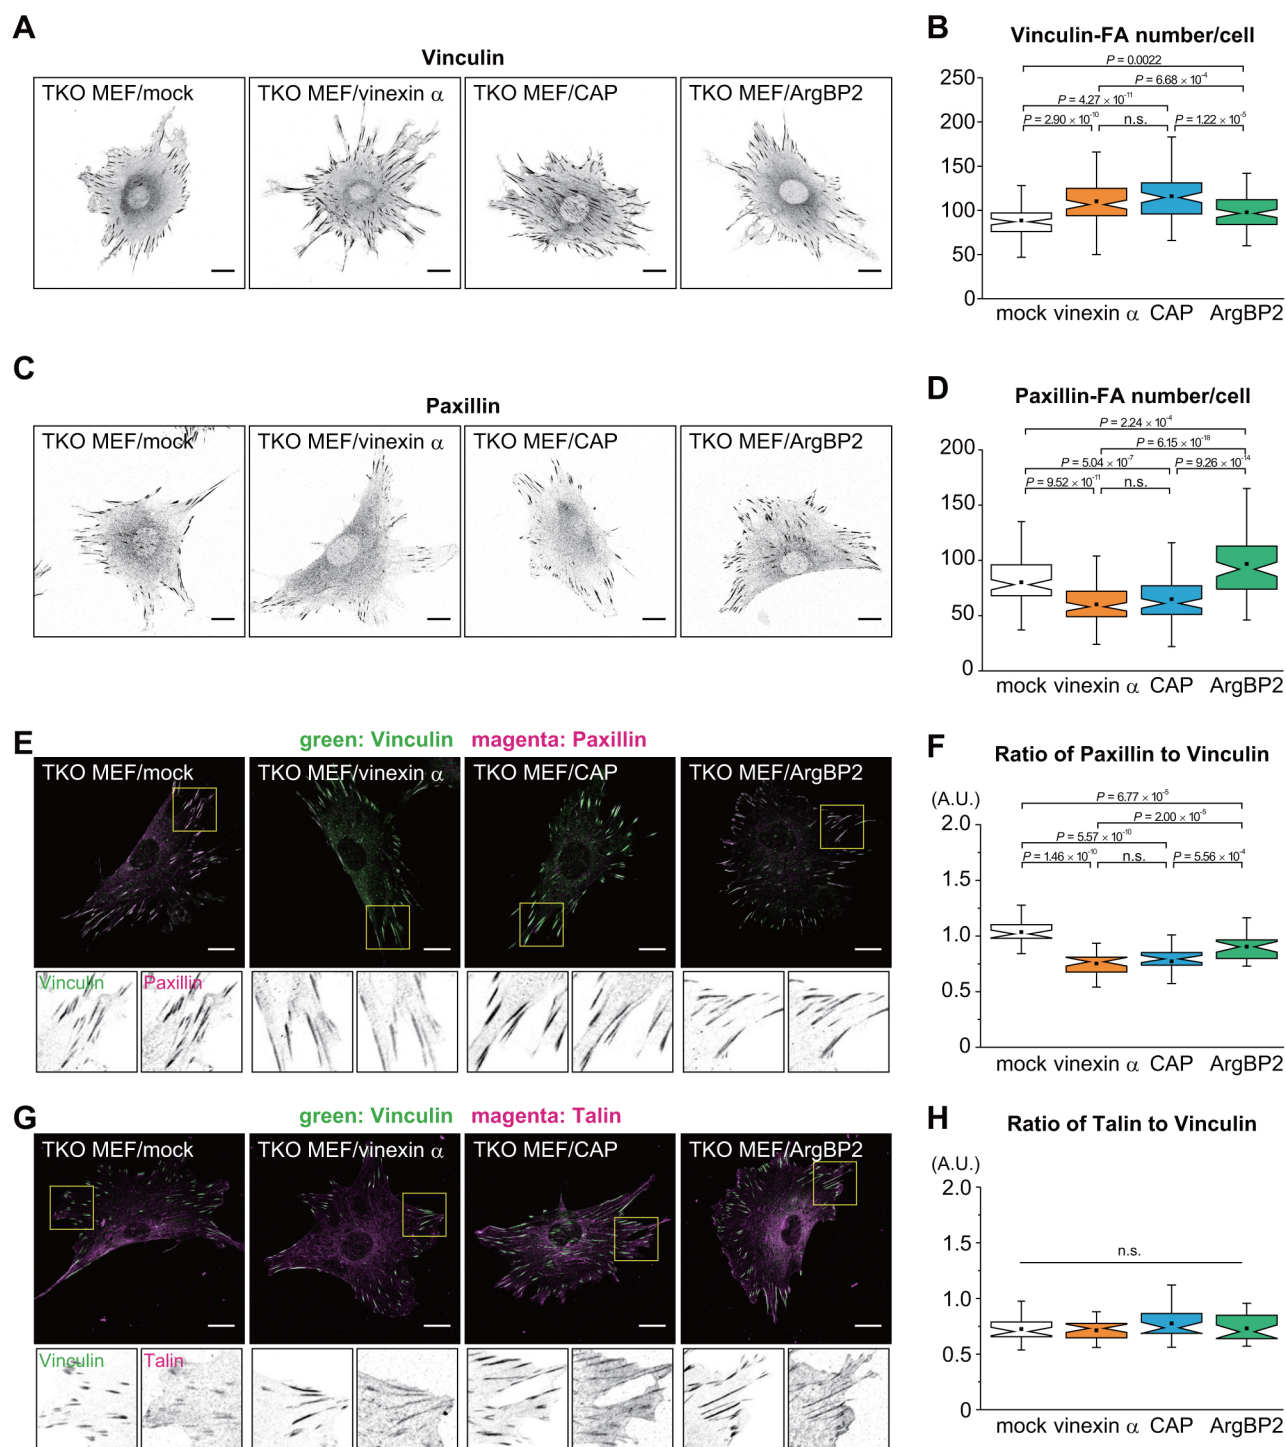 A
Vinculin
TKO MEF/mock
TKO MEF/vinexin α
TKO MEF/CAP
TKO MEF/ArgBP2
B
Vinculin-FA number/cell
P = 0.0022
P = 6.68 × 10⁻⁴
P = 4.27 × 10⁻¹¹
P = 2.90 × 10⁻¹⁰
n.s.
P = 1.22 × 10⁻⁵
250
200
150
100
50
0
mock vinexin α CAP ArgBP2
C
Paxillin
TKO MEF/mock
TKO MEF/vinexin α
TKO MEF/CAP
TKO MEF/ArgBP2
D
Paxillin-FA number/cell
P = 2.24 × 10⁻⁴
P = 6.15 × 10⁻¹⁸
P = 5.04 × 10⁻⁷
P = 9.26 × 10⁻¹⁴
P = 9.52 × 10⁻¹¹
n.s.
200
150
100
50
0
mock vinexin α CAP ArgBP2
E
green: Vinculin magenta: Paxillin
TKO MEF/mock
TKO MEF/vinexin α
TKO MEF/CAP
TKO MEF/ArgBP2
Vinculin
Paxillin
F
Ratio of Paxillin to Vinculin
(A.U.)
P = 6.77 × 10⁻⁵
P = 2.00 × 10⁻⁵
P = 5.57 × 10⁻¹⁰
P = 1.46 × 10⁻¹⁰
n.s.
P = 5.56 × 10⁻⁴
2.0
1.5
1.0
0.5
0
mock vinexin α CAP ArgBP2
G
green: Vinculin magenta: Talin
TKO MEF/mock
TKO MEF/vinexin α
TKO MEF/CAP
TKO MEF/ArgBP2
Vinculin
Talin
H
Ratio of Talin to Vinculin
(A.U.)
n.s.
2.0
1.5
1.0
0.5
0
mock vinexin α CAP ArgBP2